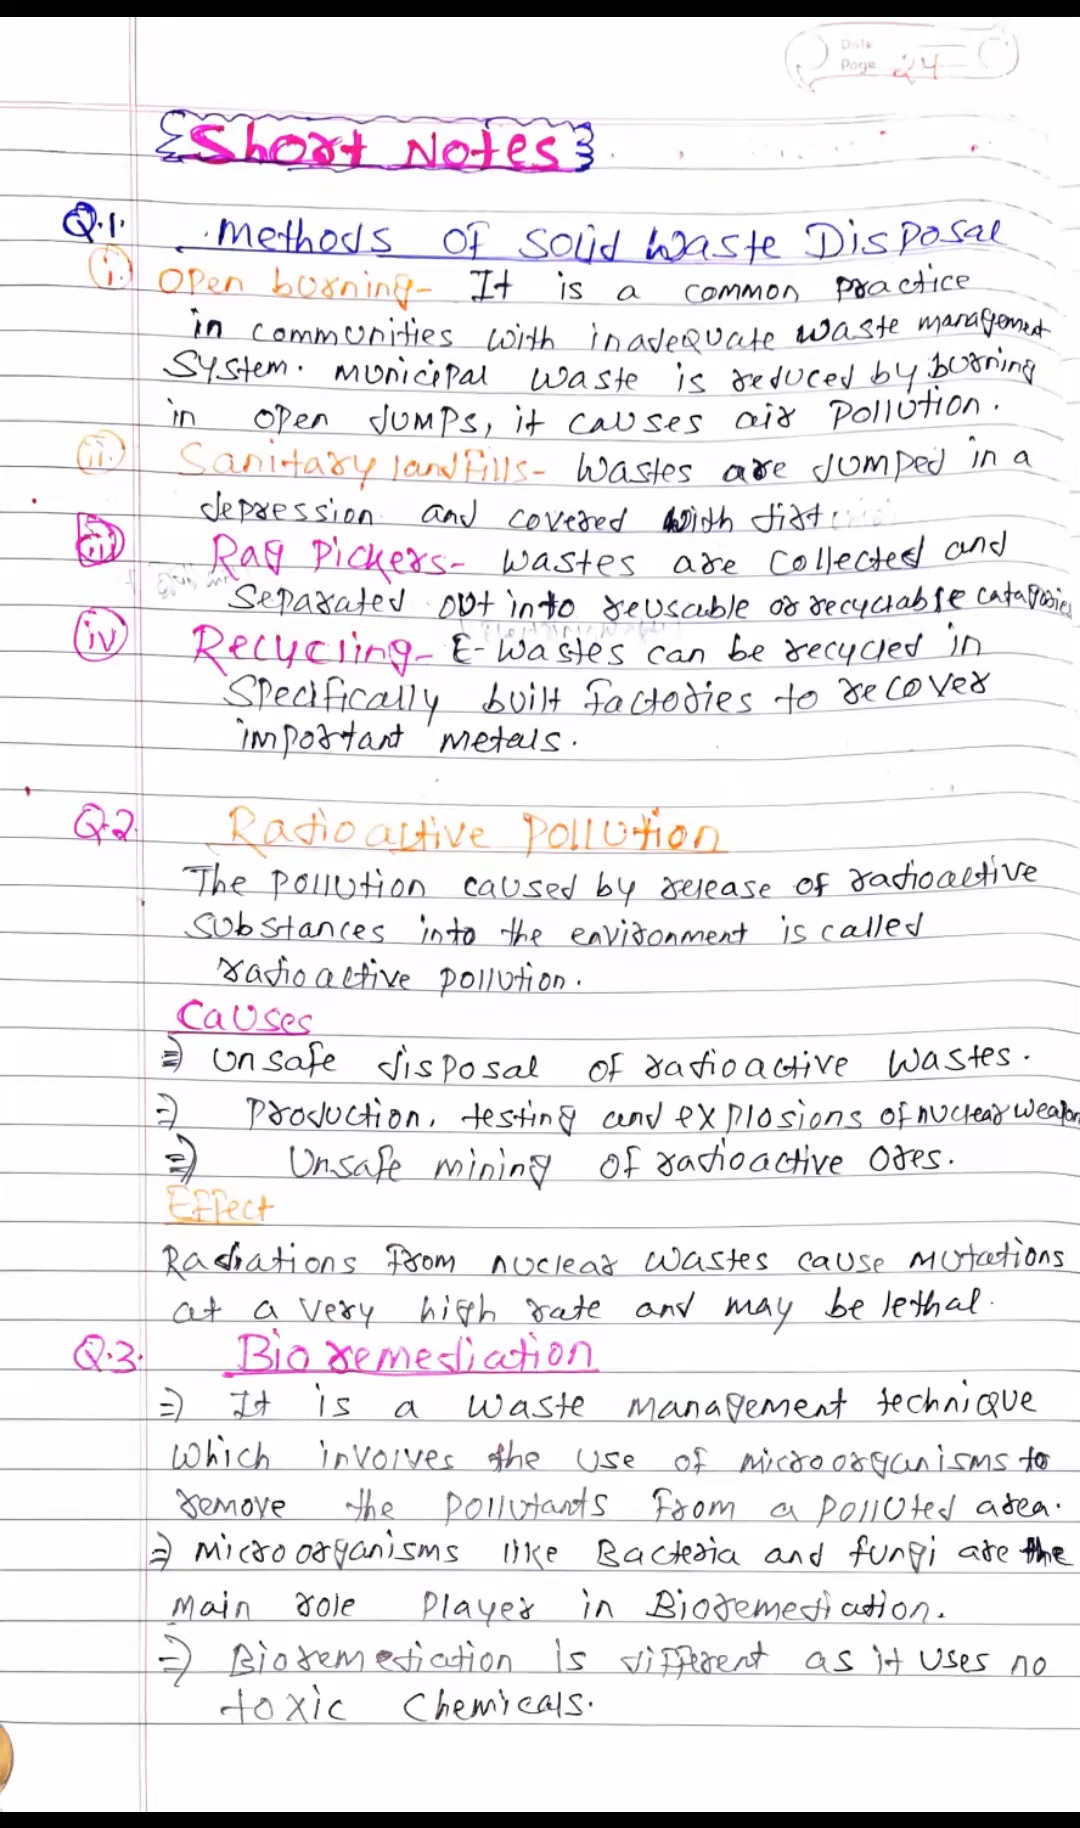 Date
Page 24
Short Notes
Q.1. Methods Of Solid Waste Disposal
i. Open burning- It is a common practice
in communities with inadequate waste management
System. Municipal waste is reduced by burning
in open dumps, it causes air pollution.
ii. Sanitary landfills- Wastes are dumped in a
depression and covered with dirt
iii Rag Pickers- Wastes are collected and
Separated out into reusable or recyclable catagories
iv Recycling- E-Wastes can be recycled in
Specifically built factories to recover
important metals.
Q.2. Radioactive Pollution
The pollution caused by release of radioactive
substances into the environment is called
radioactive pollution.
Causes
⇒ Unsafe disposal of radioactive wastes.
⇒ Production, testing and explosions of nuclear weapon
⇒ Unsafe mining of radioactive ores.
Effect
Radiations from nuclear wastes cause mutations
at a very high rate and may be lethal.
Q.3. Bioremediation
⇒ It is a waste management technique
which involves the use of microorganisms to
remove the pollutants from a polluted area.
⇒ Microorganisms like Bacteria and fungi are the
main role player in Bioremediation.
⇒ Bioremediation is different as it uses no
toxic chemicals.